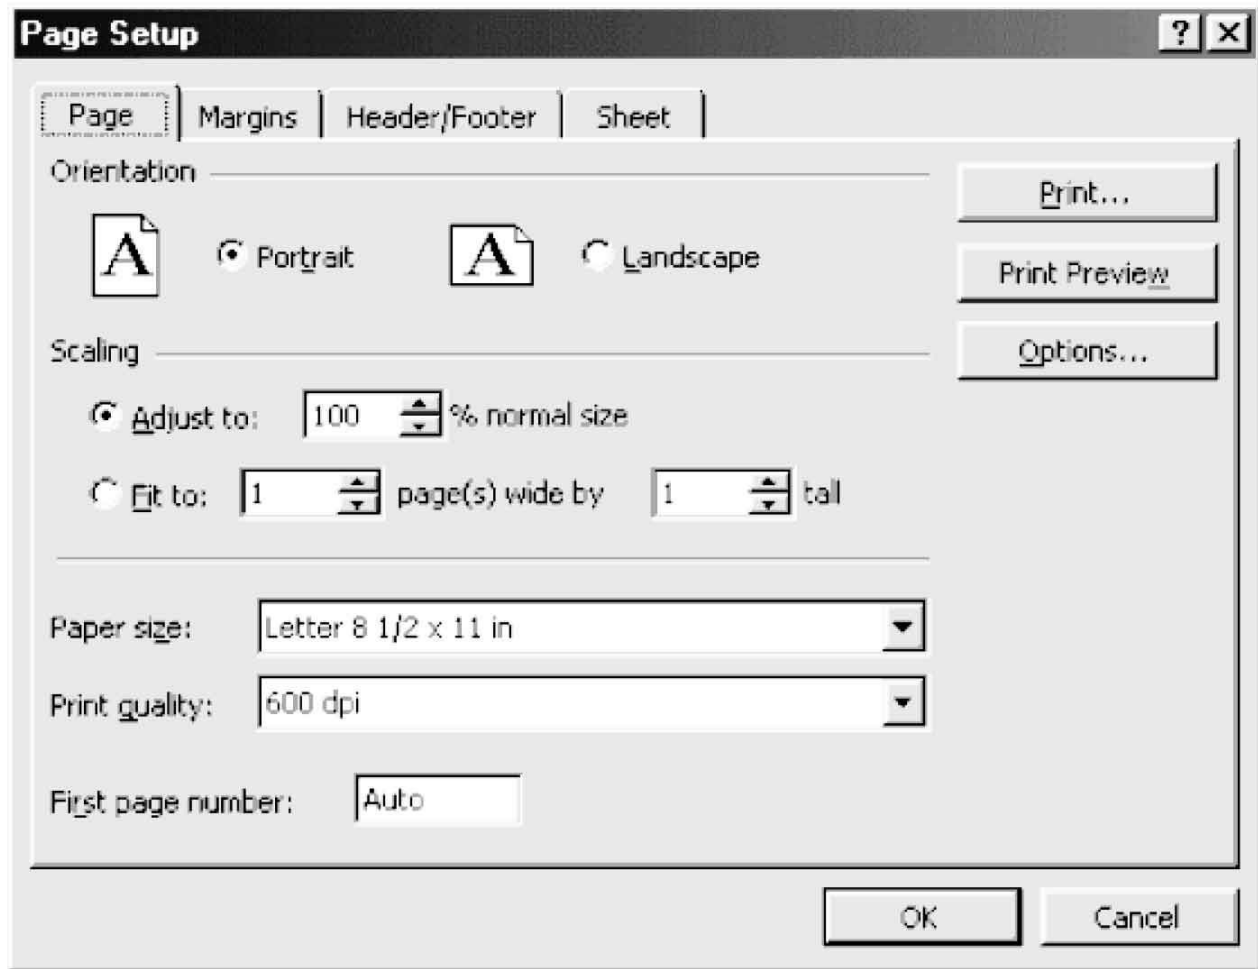 Page Setup
Page Margins Header/Footer Sheet
Orientation
A Portrait A Landscape
Print...
Print Preview
Options...
Scaling
Adjust to: 100 % normal size
Fit to: 1 page(s) wide by 1 tall
Paper size: Letter 8 1/2 x 11 in
Print quality: 600 dpi
First page number: Auto
OK Cancel